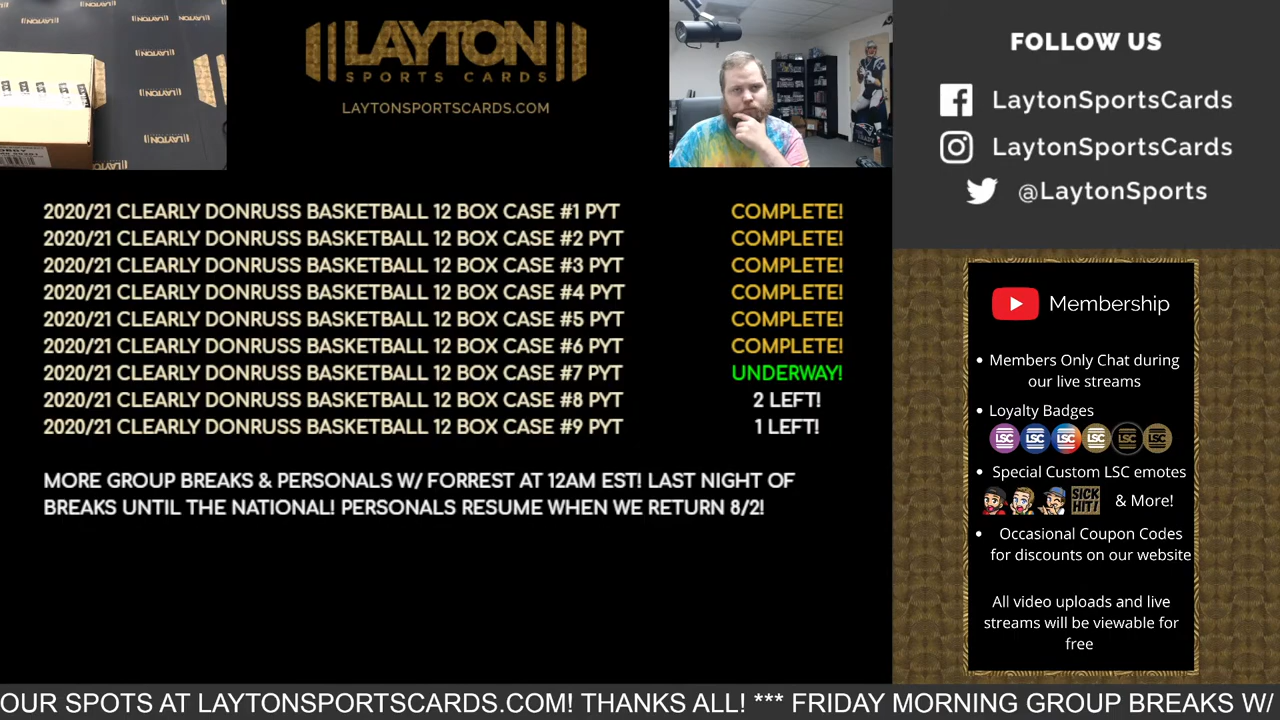 LAYTON
SPORTS CARDS
LAYTONSPORTSCARDS.COM
FOLLOW US
LaytonSportsCards
LaytonSportsCards
@LaytonSports
2020/21 CLEARLY DONRUSS BASKETBALL 12 BOX CASE #1 PYT COMPLETE!
2020/21 CLEARLY DONRUSS BASKETBALL 12 BOX CASE #2 PYT COMPLETE!
2020/21 CLEARLY DONRUSS BASKETBALL 12 BOX CASE #3 PYT COMPLETE!
2020/21 CLEARLY DONRUSS BASKETBALL 12 BOX CASE #4 PYT COMPLETE!
2020/21 CLEARLY DONRUSS BASKETBALL 12 BOX CASE #5 PYT COMPLETE!
2020/21 CLEARLY DONRUSS BASKETBALL 12 BOX CASE #6 PYT COMPLETE!
2020/21 CLEARLY DONRUSS BASKETBALL 12 BOX CASE #7 PYT UNDERWAY!
2020/21 CLEARLY DONRUSS BASKETBALL 12 BOX CASE #8 PYT 2 LEFT!
2020/21 CLEARLY DONRUSS BASKETBALL 12 BOX CASE #9 PYT 1 LEFT!
MORE GROUP BREAKS & PERSONALS W/ FORREST AT 12AM EST! LAST NIGHT OF
BREAKS UNTIL THE NATIONAL! PERSONALS RESUME WHEN WE RETURN 8/2!
Membership
• Members Only Chat during
our live streams
• Loyalty Badges
LSC LSC LSC LSC LSC LSC
• Special Custom LSC emotes
SICK HIT! & More!
• Occasional Coupon Codes
for discounts on our website
All video uploads and live
streams will be viewable for
free
OUR SPOTS AT LAYTONSPORTSCARDS.COM! THANKS ALL! *** FRIDAY MORNING GROUP BREAKS W/